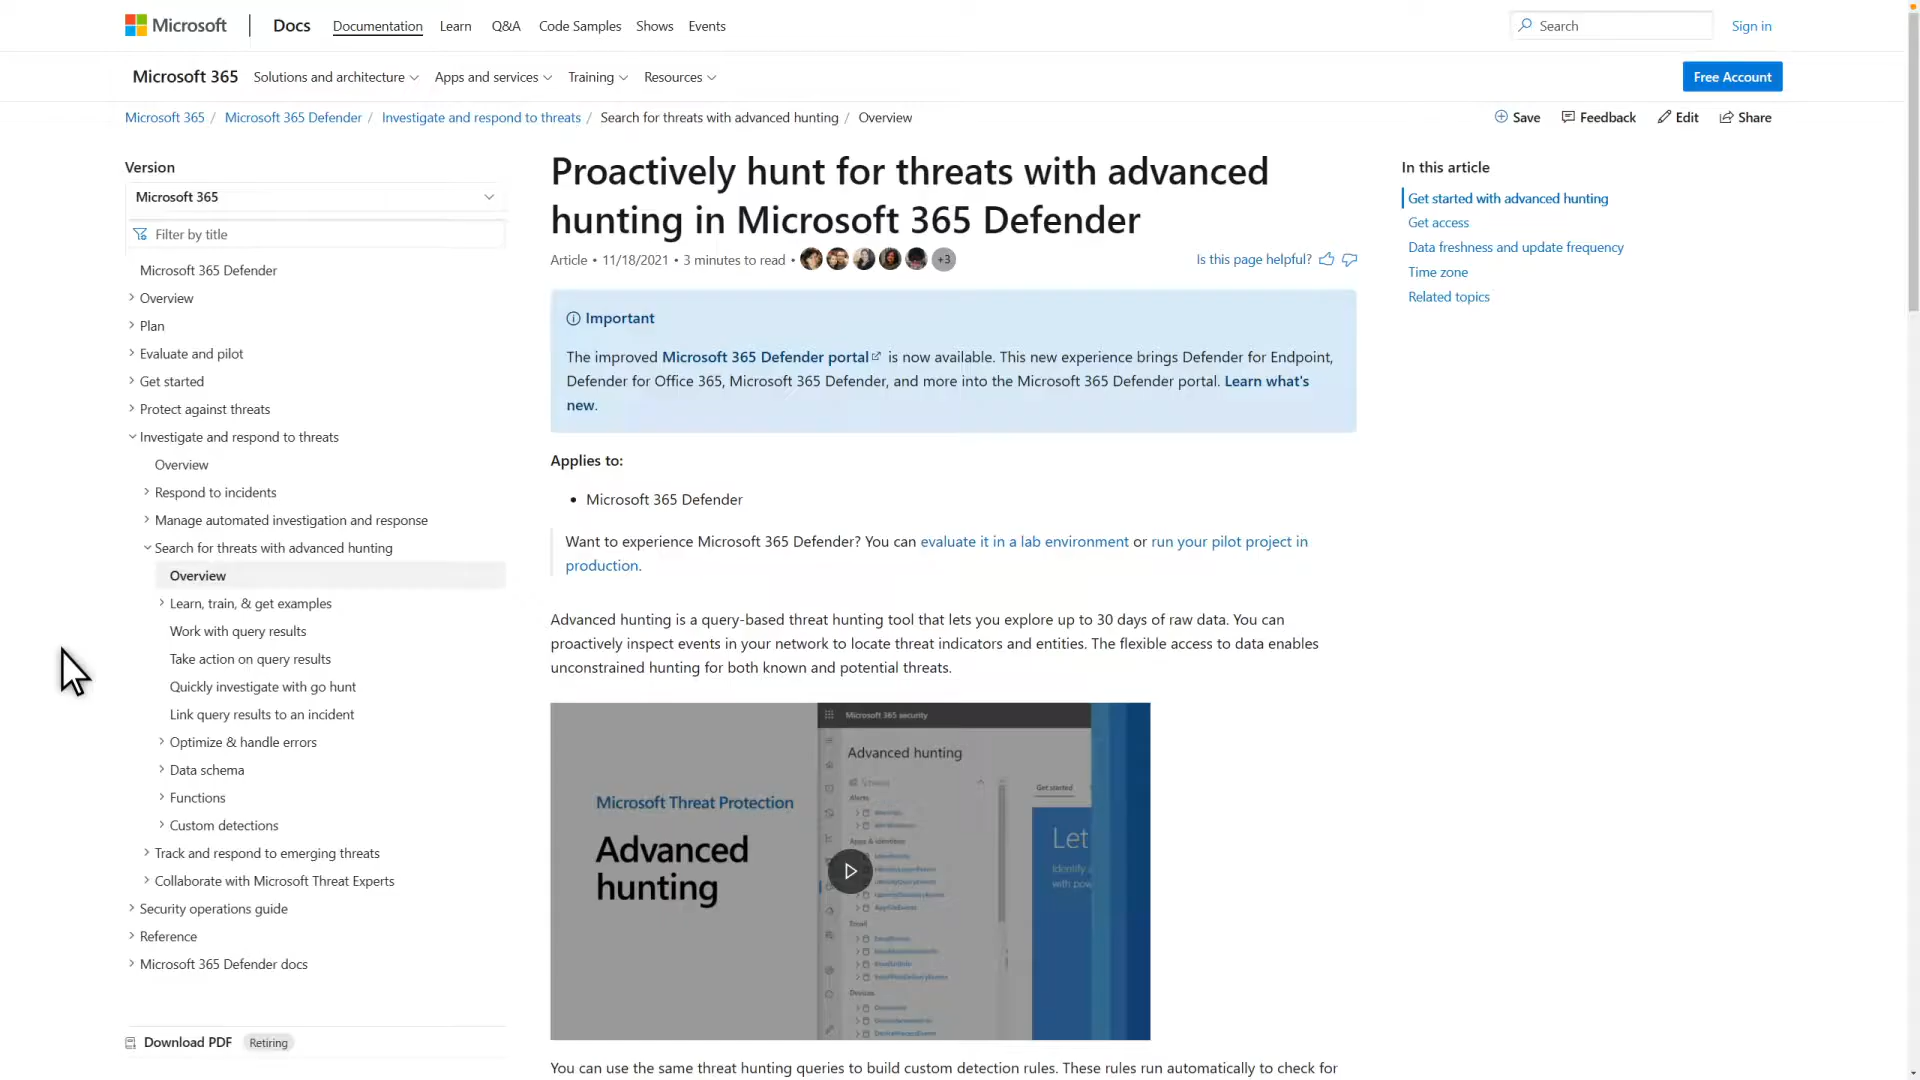 Microsoft
Docs
Documentation
Learn
Q&A
Code Samples
Shows
Events
Search
Sign in
Microsoft 365
Solutions and architecture
Apps and services
Training
Resources
Free Account
Microsoft 365 / Microsoft 365 Defender / Investigate and respond to threats / Search for threats with advanced hunting / Overview
Save
Feedback
Edit
Share
Version
Microsoft 365
Filter by title
Microsoft 365 Defender
Overview
Plan
Evaluate and pilot
Get started
Protect against threats
Investigate and respond to threats
Overview
Respond to incidents
Manage automated investigation and response
Search for threats with advanced hunting
Overview
Learn, train, & get examples
Work with query results
Take action on query results
Quickly investigate with go hunt
Link query results to an incident
Optimize & handle errors
Data schema
Functions
Custom detections
Track and respond to emerging threats
Collaborate with Microsoft Threat Experts
Security operations guide
Reference
Microsoft 365 Defender docs
Download PDF
Retiring
Proactively hunt for threats with advanced
hunting in Microsoft 365 Defender
Article • 11/18/2021 • 3 minutes to read •
+3
Is this page helpful?
Important
The improved Microsoft 365 Defender portal is now available. This new experience brings Defender for Endpoint,
Defender for Office 365, Microsoft 365 Defender, and more into the Microsoft 365 Defender portal. Learn what's
new.
Applies to:
• Microsoft 365 Defender
Want to experience Microsoft 365 Defender? You can evaluate it in a lab environment or run your pilot project in
production.
Advanced hunting is a query-based threat hunting tool that lets you explore up to 30 days of raw data. You can
proactively inspect events in your network to locate threat indicators and entities. The flexible access to data enables
unconstrained hunting for both known and potential threats.
Microsoft Threat Protection
Advanced
hunting
Microsoft 365 security
Advanced hunting
Alerts
Apps & identities
Email
Devices
Get started
Let
Identify
with pow
You can use the same threat hunting queries to build custom detection rules. These rules run automatically to check for
In this article
Get started with advanced hunting
Get access
Data freshness and update frequency
Time zone
Related topics